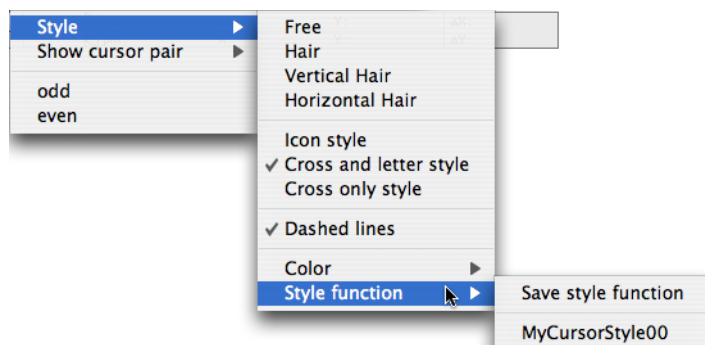 Style
Show cursor pair
odd
even
Free
Hair
Vertical Hair
Horizontal Hair
Icon style
Cross and letter style
Cross only style
Dashed lines
Color
Style function
Save style function
MyCursorStyle00